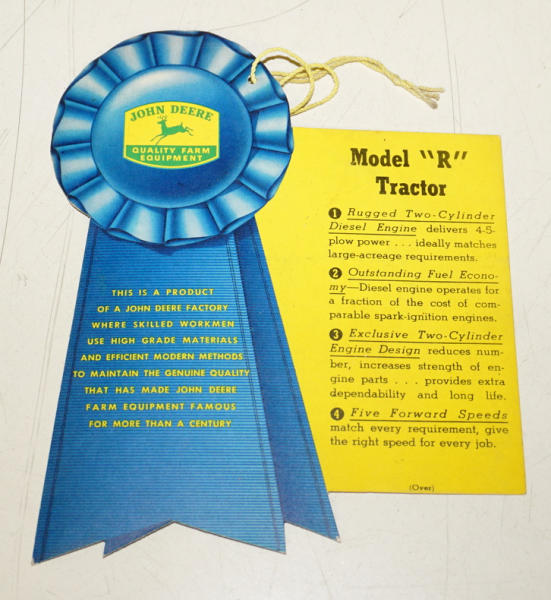 JOHN DEERE
QUALITY FARM
EQUIPMENT
THIS IS A PRODUCT
OF A JOHN DEERE FACTORY
WHERE SKILLED WORKMEN
USE HIGH GRADE MATERIALS
AND EFFICIENT MODERN METHODS
TO MAINTAIN THE GENUINE QUALITY
THAT HAS MADE JOHN DEERE
FARM EQUIPMENT FAMOUS
FOR MORE THAN A CENTURY
Model "R"
Tractor
1 Rugged Two-Cylinder
Diesel Engine delivers 4-5-
plow power . . . ideally matches
large-acreage requirements.
2 Outstanding Fuel Econo-
my—Diesel engine operates for
a fraction of the cost of com-
parable spark-ignition engines.
3 Exclusive Two-Cylinder
Engine Design reduces num-
ber, increases strength of en-
gine parts . . . provides extra
dependability and long life.
4 Five Forward Speeds
match every requirement, give
the right speed for every job.
(Over)